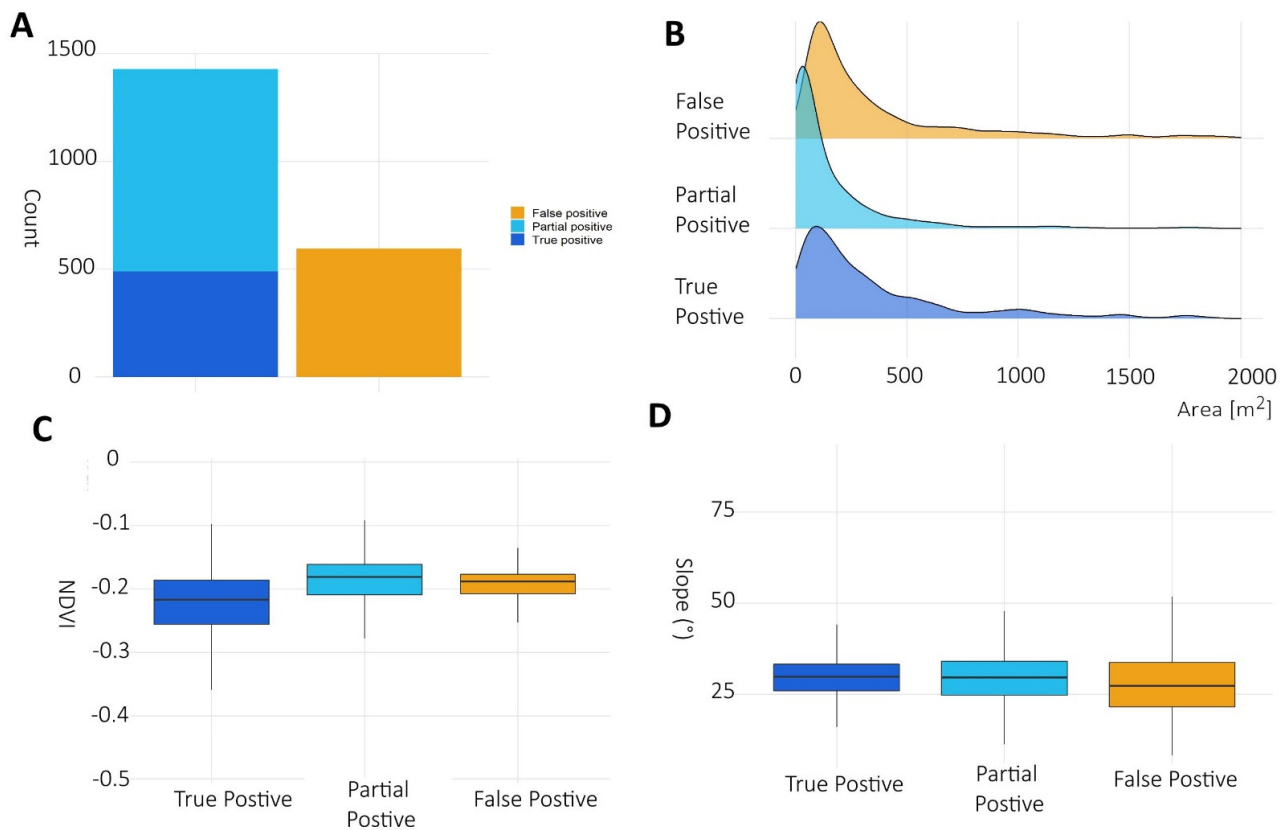 A
1500
1000
500
0
Count
False positive
Partial positive
True positive
B
False
Positive
Partial
Positive
True
Postive
0
500
1000
1500
2000
Area [m²]
C
0
-0.1
-0.2
-0.3
-0.4
-0.5
NDVI
True Postive
Partial
Postive
False Postive
D
75
50
25
Slope (°)
True Postive
Partial
Postive
False Postive